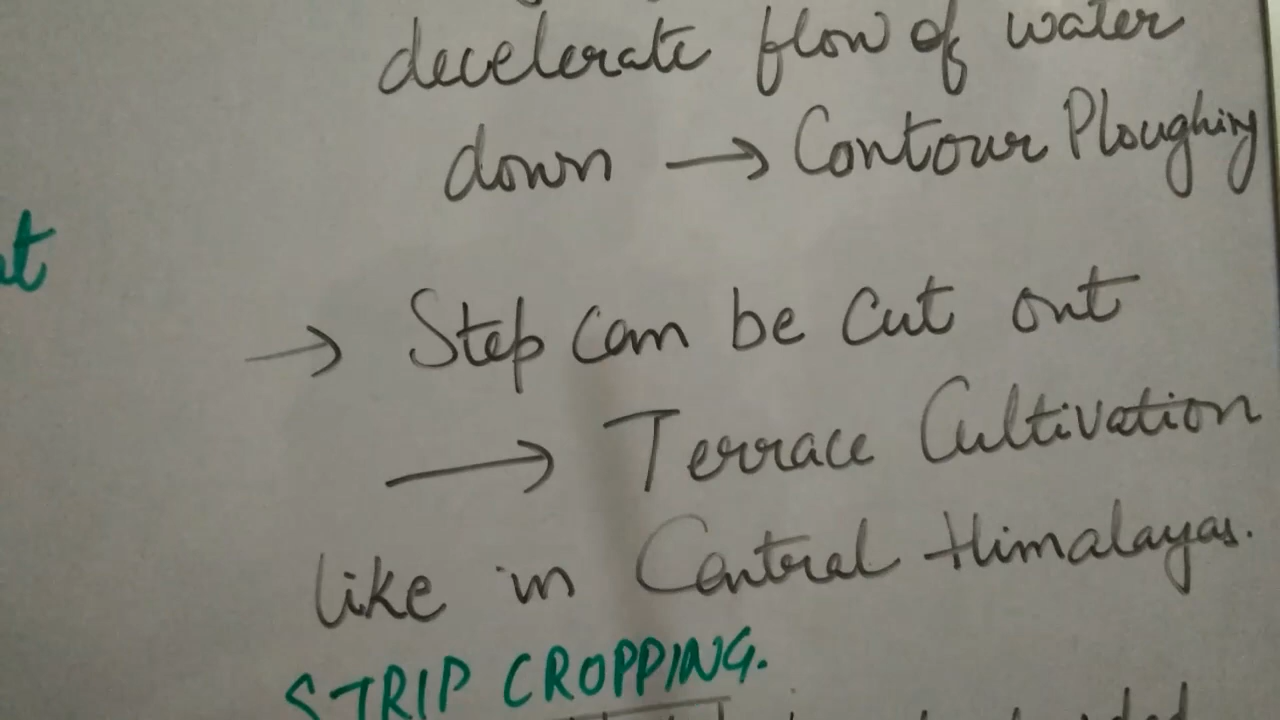 decelerate flow of water
down → Contour Ploughing
→ Step can be cut out
→ Terrace Cultivation
like in Central Himalayas.
STRIP CROPPING.